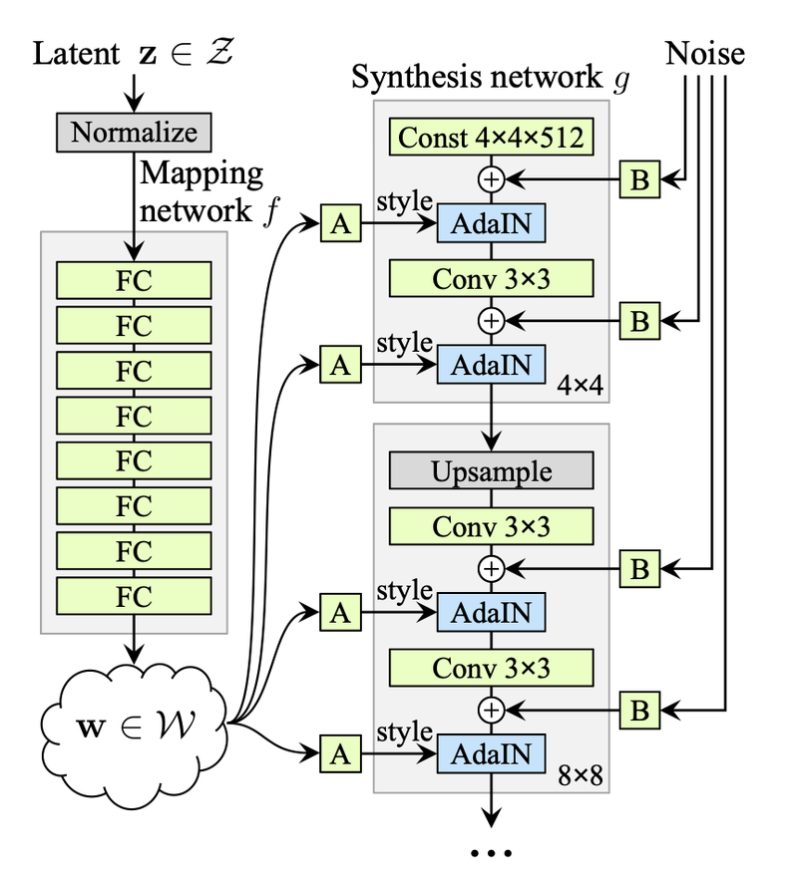 Latent z ∈ 𝒵
Normalize
Mapping
network f
FC
FC
FC
FC
FC
FC
FC
FC
w ∈ 𝒲
Synthesis network g
Noise
Const 4×4×512
+
B
A
style
AdaIN
Conv 3×3
+
B
A
style
AdaIN
4×4
Upsample
Conv 3×3
+
B
A
style
AdaIN
Conv 3×3
+
B
A
style
AdaIN
8×8
...